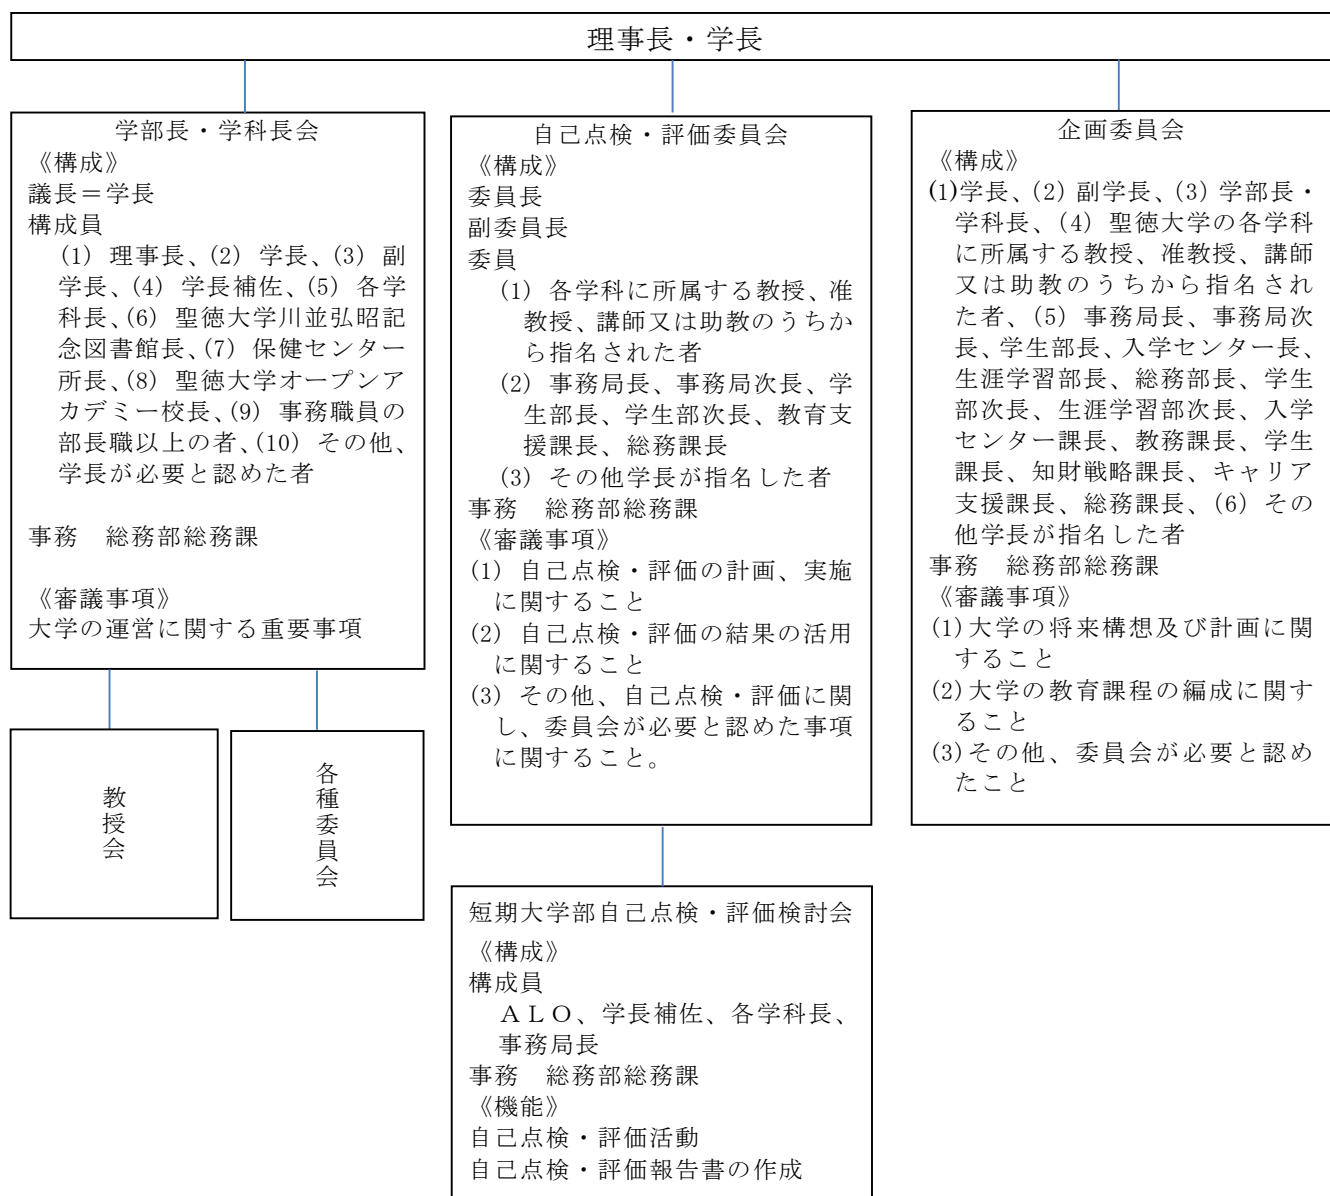 理事長・学長
学部長・学科長会
《構成》
議長＝学長
構成員
(1) 理事長、(2) 学長、(3) 副
学長、(4) 学長補佐、(5) 各学
科長、(6) 聖徳大学川並弘昭記
念図書館長、(7) 保健センター
所長、(8) 聖徳大学オープンア
カデミー校長、(9) 事務職員の
部長職以上の者、(10) その他、
学長が必要と認めた者
事務　総務部総務課
《審議事項》
大学の運営に関する重要事項
教授会
各種委員会
自己点検・評価委員会
《構成》
委員長
副委員長
委員
(1) 各学科に所属する教授、准
教授、講師又は助教のうちか
ら指名された者
(2) 事務局長、事務局次長、学
生部長、学生部次長、教育支
援課長、総務課長
(3) その他学長が指名した者
事務　総務部総務課
《審議事項》
(1) 自己点検・評価の計画、実施
に関すること
(2) 自己点検・評価の結果の活用
に関すること
(3) その他、自己点検・評価に関
し、委員会が必要と認めた事項
に関すること。
短期大学部自己点検・評価検討会
《構成》
構成員
ＡＬＯ、学長補佐、各学科長、
事務局長
事務　総務部総務課
《機能》
自己点検・評価活動
自己点検・評価報告書の作成
企画委員会
《構成》
(1)学長、(2) 副学長、(3) 学部長・
学科長、(4) 聖徳大学の各学科
に所属する教授、准教授、講師
又は助教のうちから指名され
た者、(5) 事務局長、事務局次
長、学生部長、入学センター長、
生涯学習部長、総務部長、学生
部次長、生涯学習部次長、入学
センター課長、教務課長、学生
課長、知財戦略課長、キャリア
支援課長、総務課長、(6) その
他学長が指名した者
事務　総務部総務課
《審議事項》
(1)大学の将来構想及び計画に関
すること
(2)大学の教育課程の編成に関す
ること
(3)その他、委員会が必要と認め
たこと